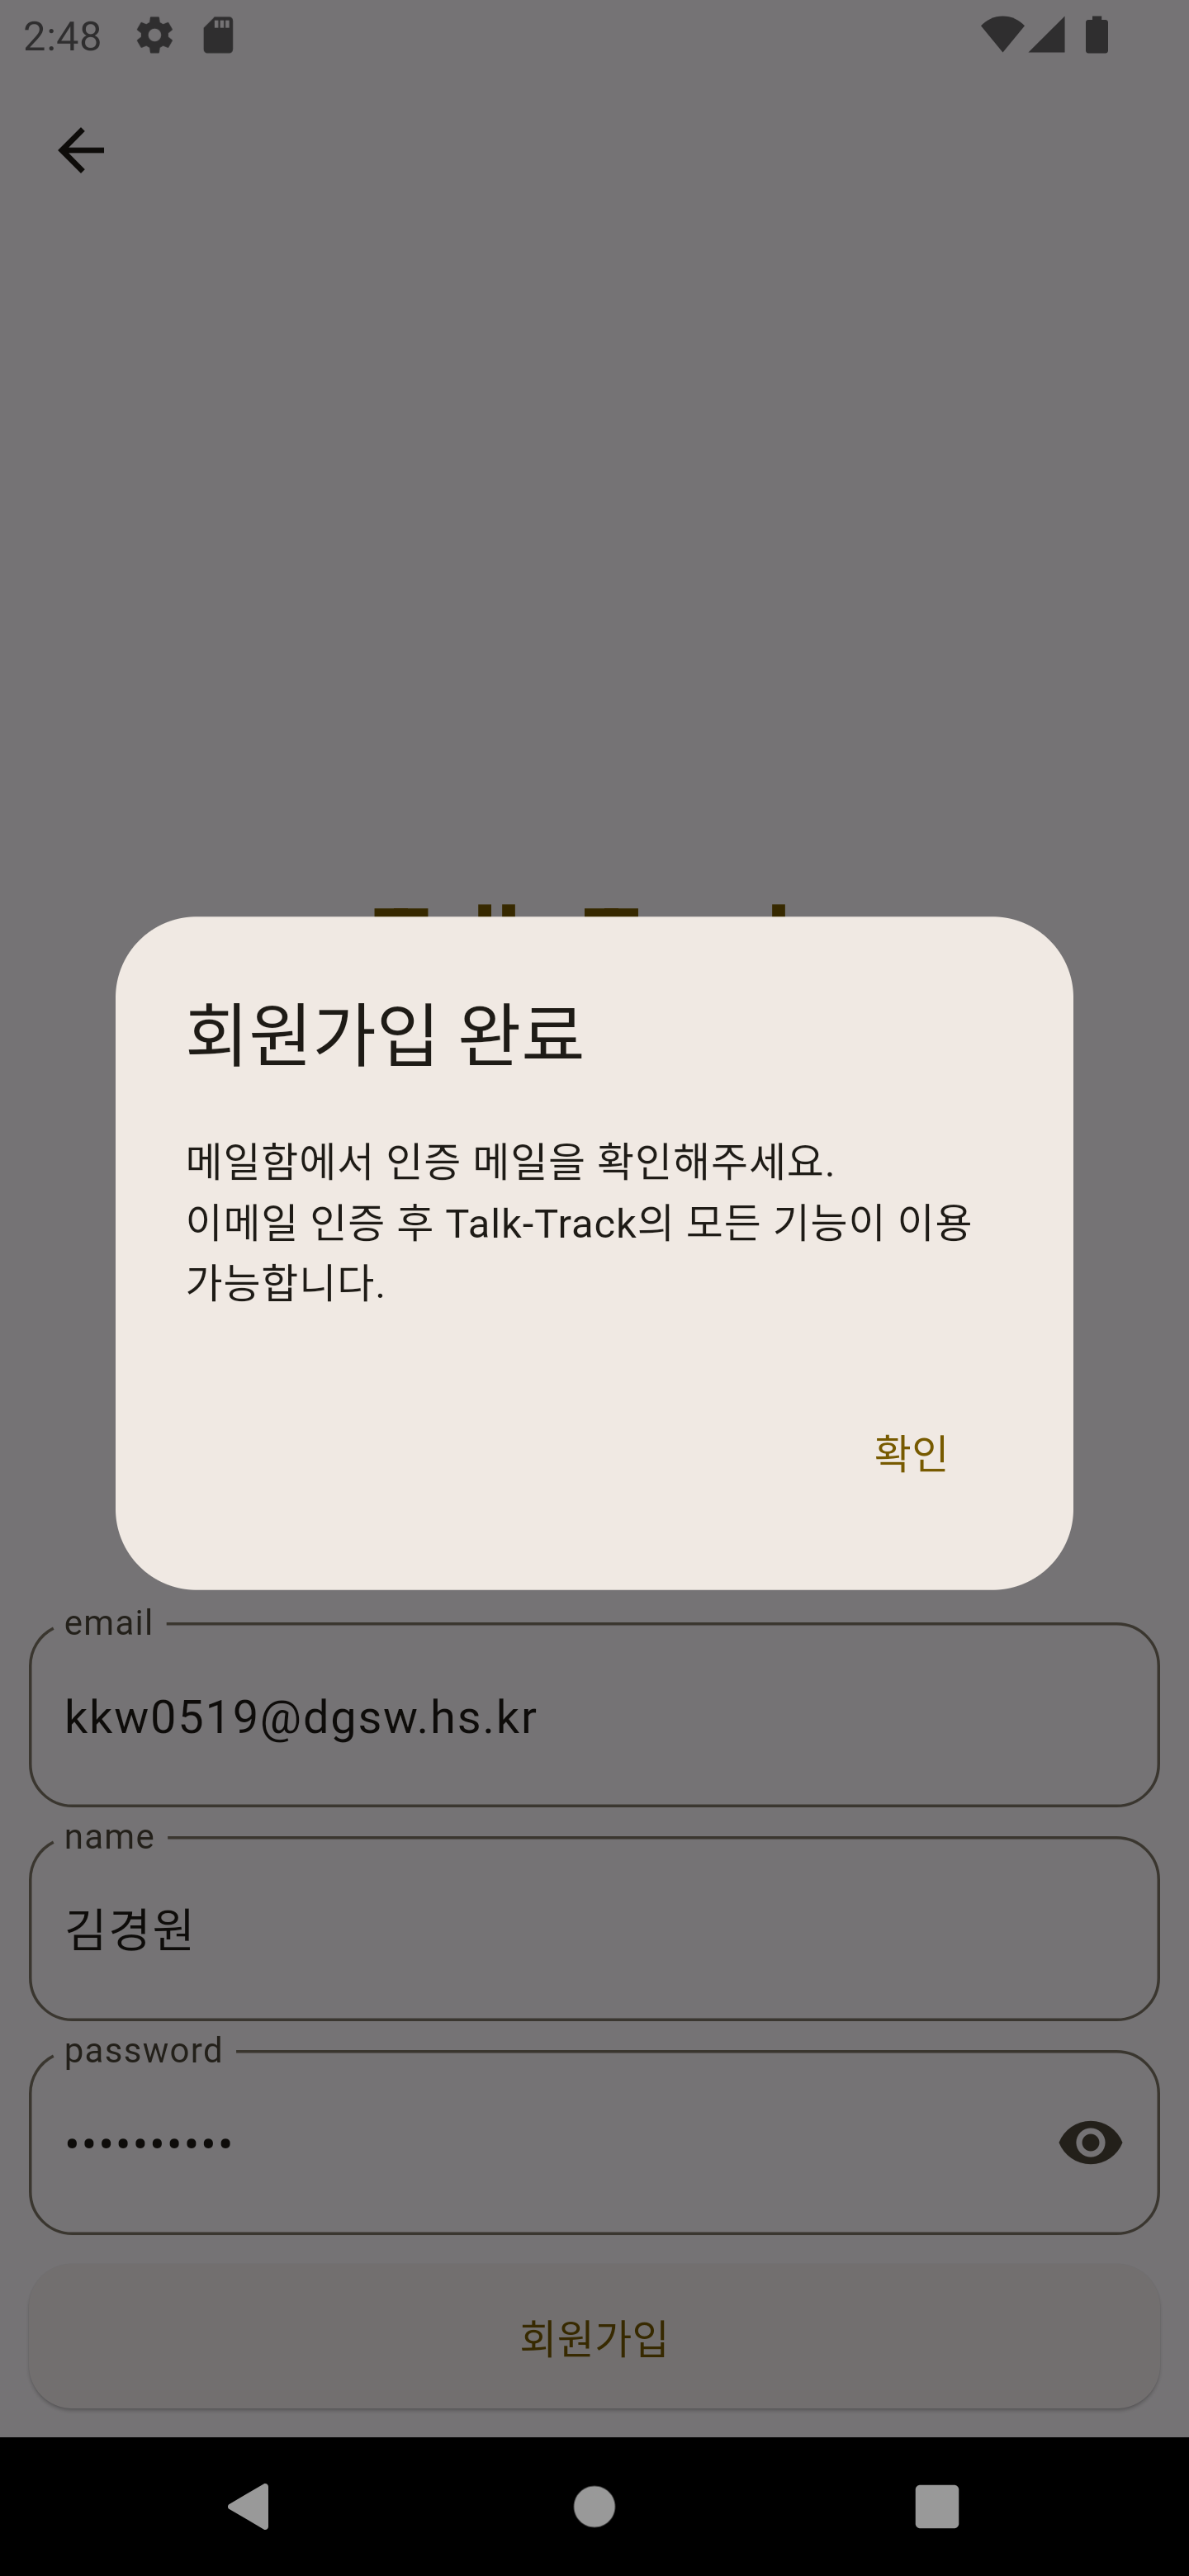 2:48
회원가입 완료
메일함에서 인증 메일을 확인해주세요.
이메일 인증 후 Talk-Track의 모든 기능이 이용
가능합니다.
확인
email
kkw0519@dgsw.hs.kr
name
김경원
password
••••••••••
회원가입